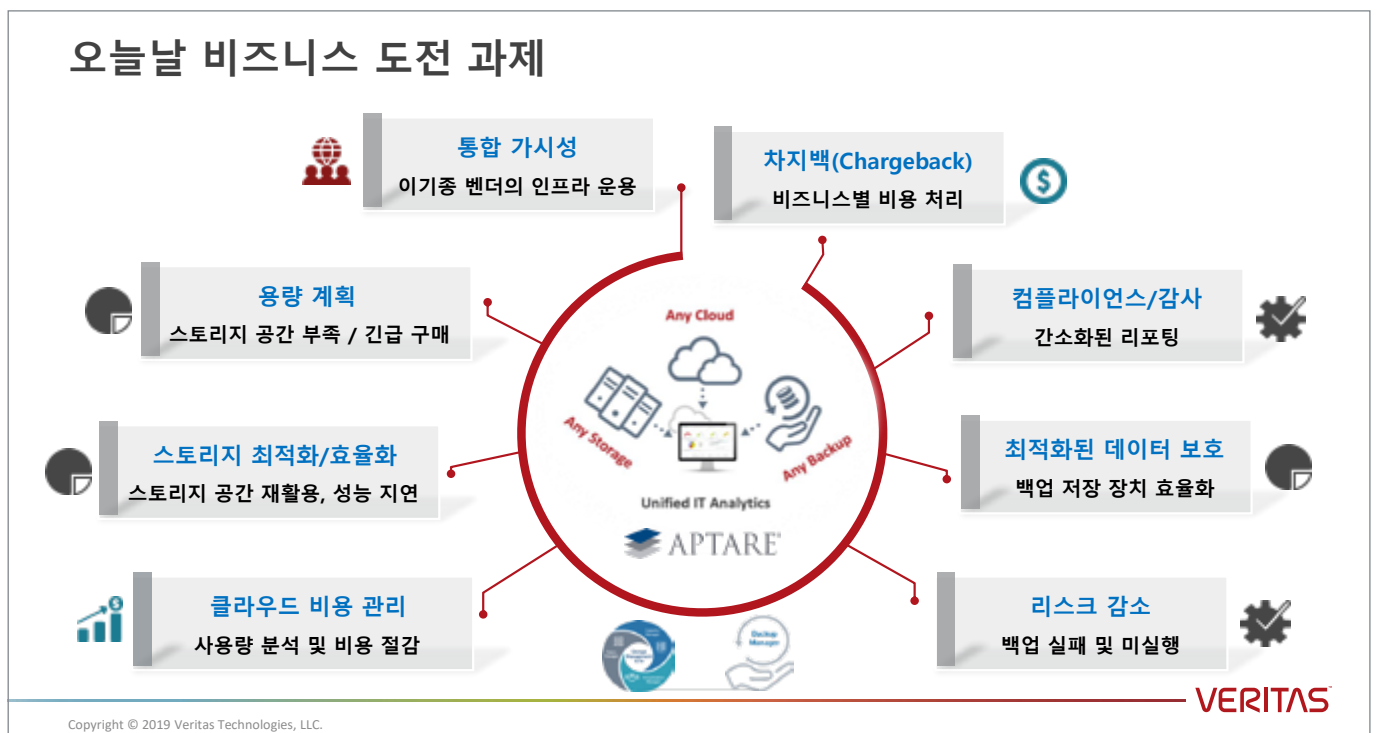 오늘날 비즈니스 도전 과제
통합 가시성
이기종 벤더의 인프라 운용
차지백(Chargeback)
비즈니스별 비용 처리
용량 계획
스토리지 공간 부족 / 긴급 구매
컴플라이언스/감사
간소화된 리포팅
스토리지 최적화/효율화
스토리지 공간 재활용, 성능 지연
최적화된 데이터 보호
백업 저장 장치 효율화
클라우드 비용 관리
사용량 분석 및 비용 절감
리스크 감소
백업 실패 및 미실행
Any Cloud
Any Storage
Any Backup
Unified IT Analytics
APTARE
Backup
Manager
VERITAS
Copyright © 2019 Veritas Technologies, LLC.